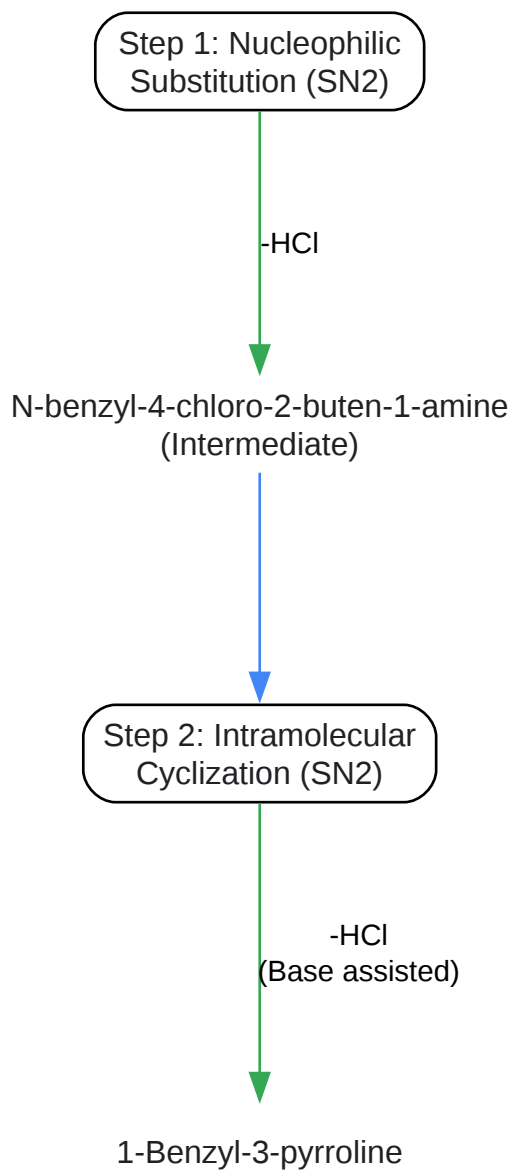 Step 1: Nucleophilic
Substitution (SN2)
-HCl
N-benzyl-4-chloro-2-buten-1-amine
(Intermediate)
Step 2: Intramolecular
Cyclization (SN2)
-HCl
(Base assisted)
1-Benzyl-3-pyrroline